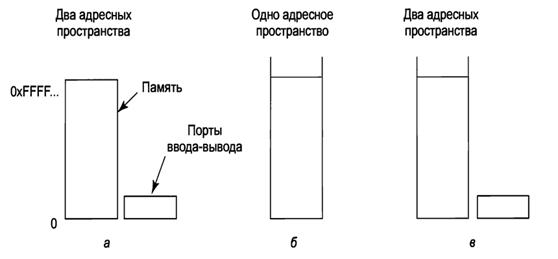 Два адресных
пространства
Одно адресное
пространство
Два адресных
пространства
0xFFFF...
Память
Порты
ввода-вывода
0
а
б
в